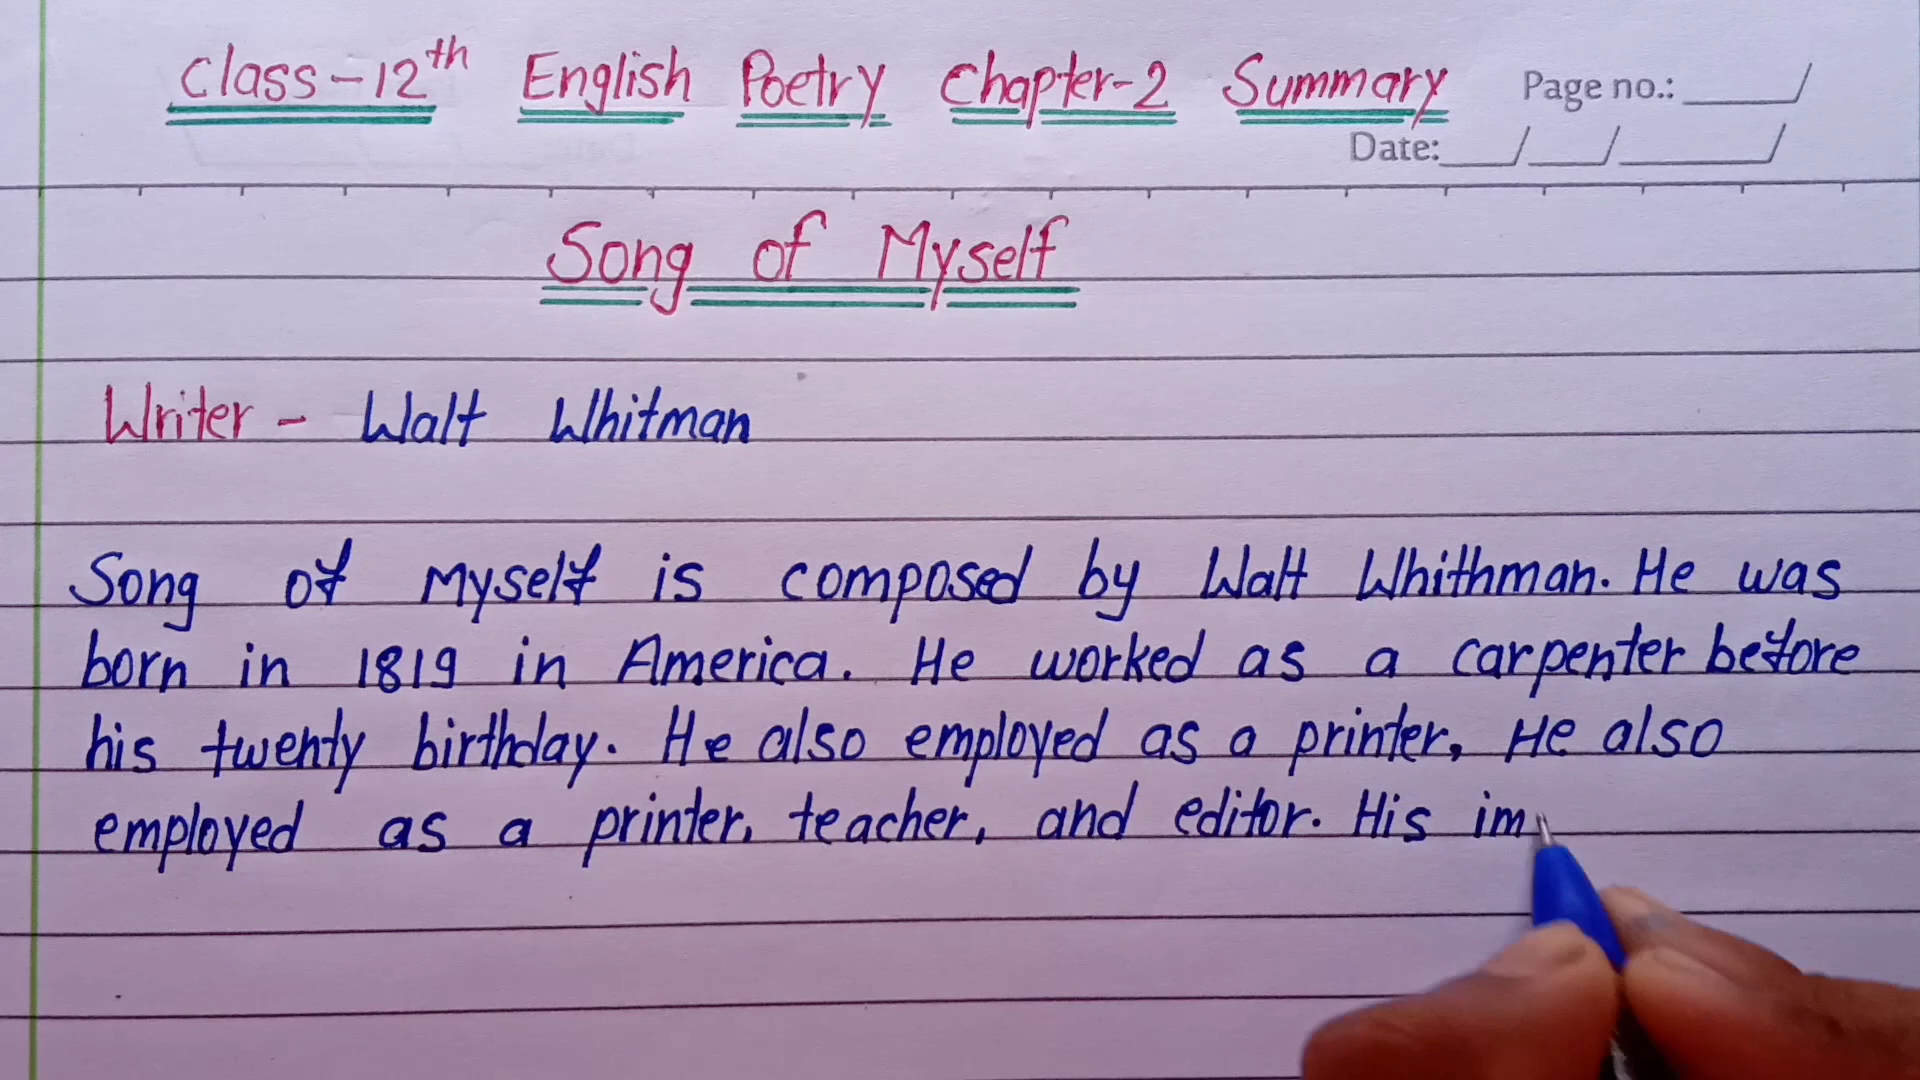 Class-12th English Poetry Chapter-2 Summary
Page no.:
Date:
Song of Myself
Writer - Walt Whitman
Song of Myself is composed by Walt Whithman. He was
born in 1819 in America. He worked as a carpenter before
his twenty birthday. He also employed as a printer, He also
employed as a printer, teacher, and editor. His im